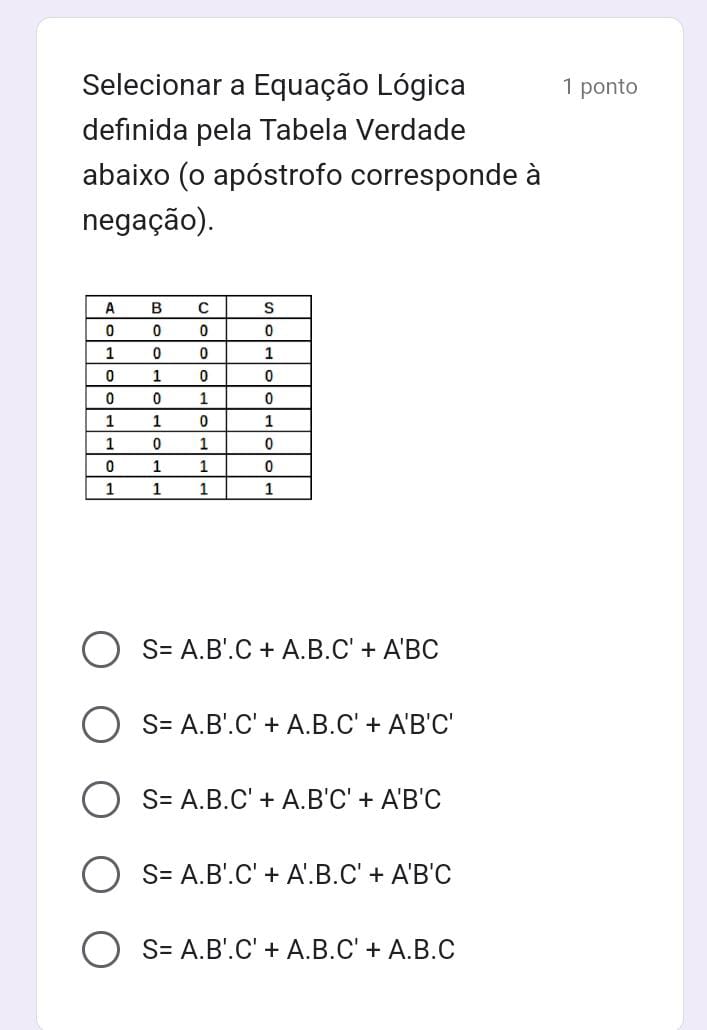 Selecionar a Equação Lógica
1 ponto
definida pela Tabela Verdade
abaixo (o apóstrofo corresponde à
negação).
A B C S
0 0 0 0
1 0 0 1
0 1 0 0
0 0 1 0
1 1 0 1
1 0 1 0
0 1 1 0
1 1 1 1
S= A.B'.C + A.B.C' + A'BC
S= A.B'.C' + A.B.C' + A'B'C'
S= A.B.C' + A.B'C' + A'B'C
S= A.B'.C' + A'.B.C' + A'B'C
S= A.B'.C' + A.B.C' + A.B.C